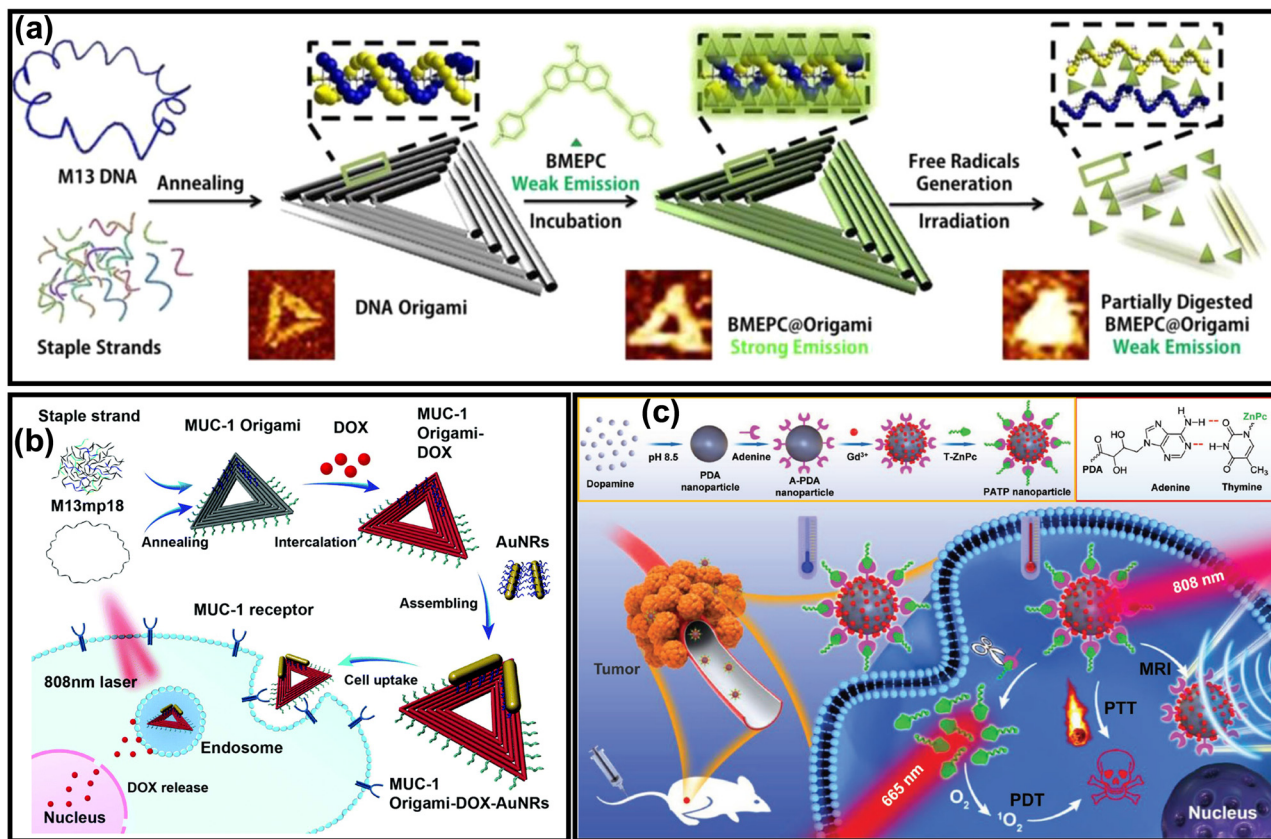 (a)
M13 DNA
Staple Strands
Annealing
DNA Origami
BMEPC
Weak Emission
Incubation
BMEPC@Origami
Strong Emission
Free Radicals
Generation
Irradiation
Partially Digested
BMEPC@Origami
Weak Emission
(b)
Staple strand
M13mp18
Annealing
MUC-1 Origami
DOX
Intercalation
MUC-1
Origami-
DOX
AuNRs
Assembling
MUC-1 receptor
808nm laser
Cell uptake
Endosome
DOX release
Nucleus
MUC-1
Origami-DOX-AuNRs
(c)
Dopamine
pH 8.5
PDA
nanoparticle
Adenine
A-PDA
nanoparticle
Gd³⁺
T-ZnPc
PATP nanoparticle
ZnPc
H
N-H
O
N
N
N
N
N
H-N
O
O
O
PDA
OH
OH
CH₃
Adenine
Thymine
Tumor
808 nm
MRI
PTT
665 nm
O₂
PDT
¹O₂
Nucleus